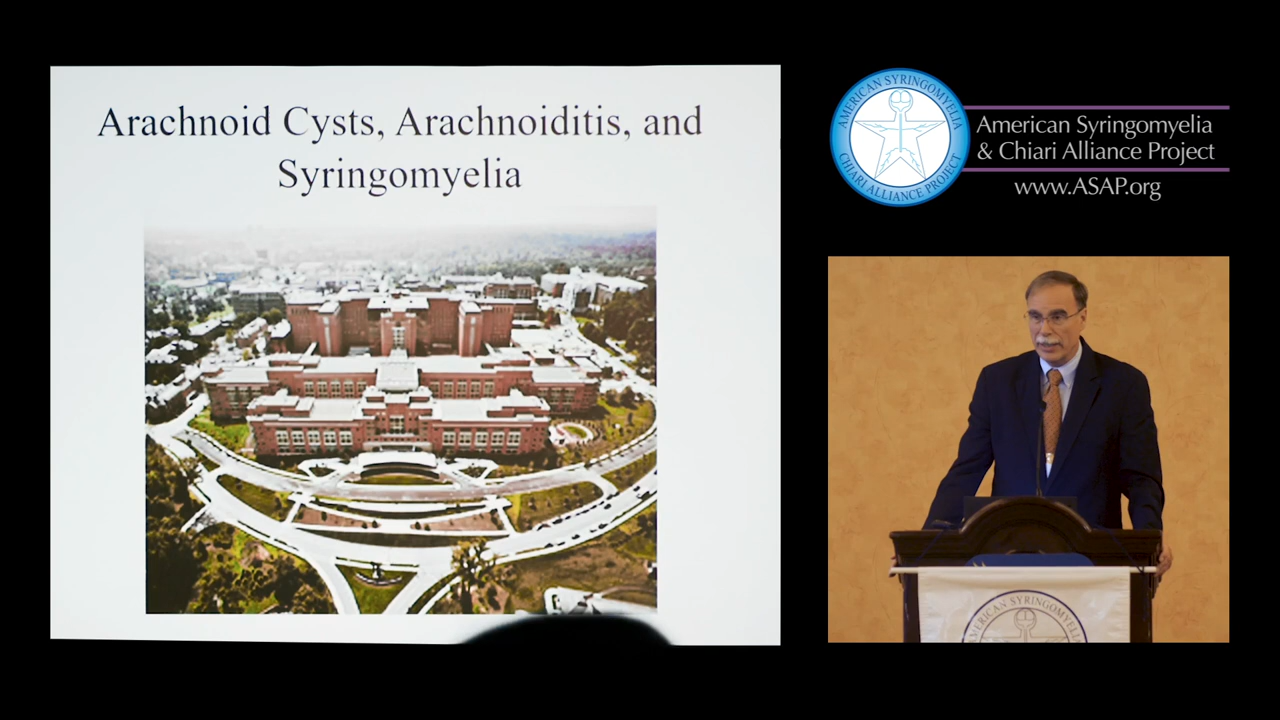 Arachnoid Cysts, Arachnoiditis, and
Syringomyelia
AMERICAN SYRINGOMYELIA
CHIARI ALLIANCE PROJECT
American Syringomyelia
& Chiari Alliance Project
www.ASAP.org
AMERICAN SYRINGOMYELIA